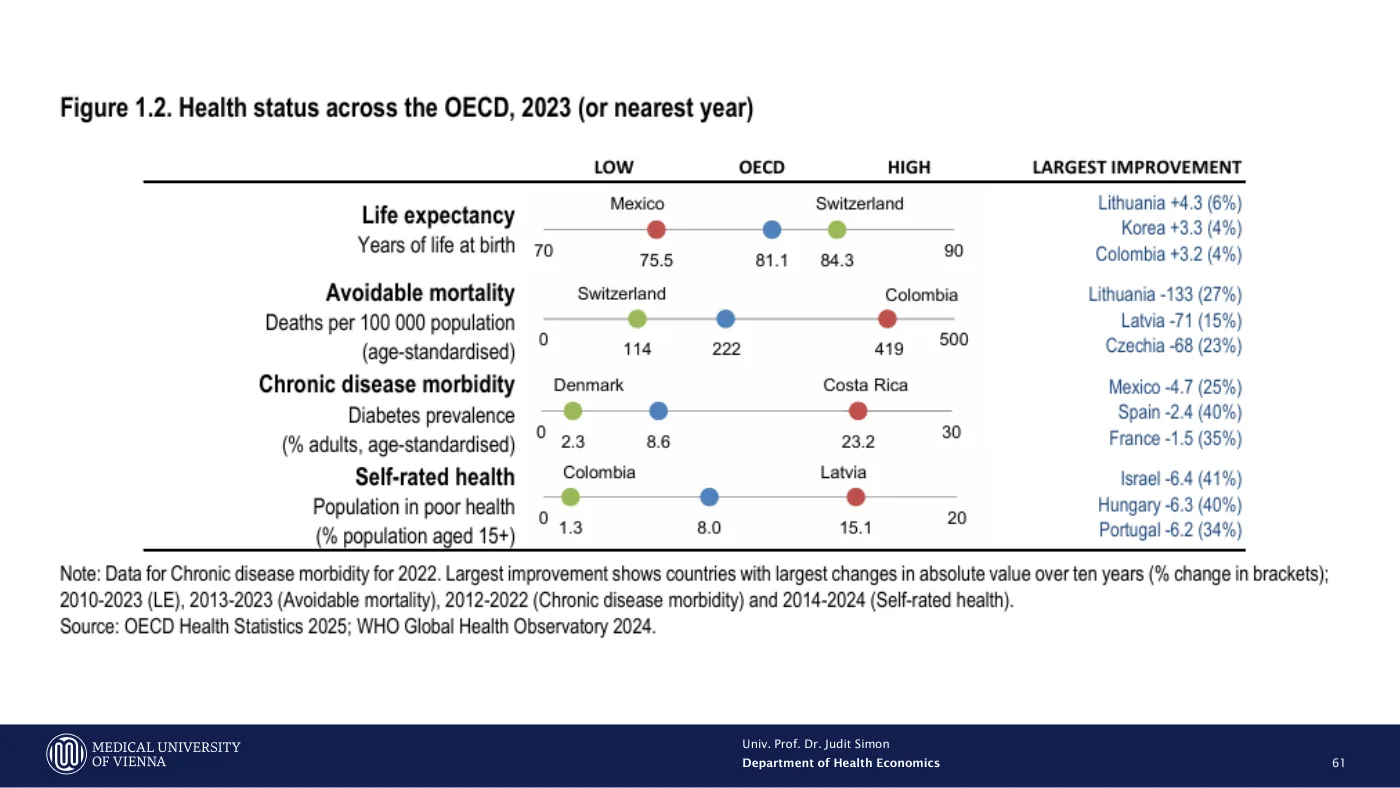 Figure 1.2. Health status across the OECD, 2023 (or nearest year)
LOW OECD HIGH LARGEST IMPROVEMENT
Life expectancy
Years of life at birth
Mexico Switzerland
70 75.5 81.1 84.3 90
Lithuania +4.3 (6%)
Korea +3.3 (4%)
Colombia +3.2 (4%)
Avoidable mortality
Deaths per 100 000 population
(age-standardised)
Switzerland Colombia
0 114 222 419 500
Lithuania -133 (27%)
Latvia -71 (15%)
Czechia -68 (23%)
Chronic disease morbidity
Diabetes prevalence
(% adults, age-standardised)
Denmark Costa Rica
0 2.3 8.6 23.2 30
Mexico -4.7 (25%)
Spain -2.4 (40%)
France -1.5 (35%)
Self-rated health
Population in poor health
(% population aged 15+)
Colombia Latvia
0 1.3 8.0 15.1 20
Israel -6.4 (41%)
Hungary -6.3 (40%)
Portugal -6.2 (34%)
Note: Data for Chronic disease morbidity for 2022. Largest improvement shows countries with largest changes in absolute value over ten years (% change in brackets);
2010-2023 (LE), 2013-2023 (Avoidable mortality), 2012-2022 (Chronic disease morbidity) and 2014-2024 (Self-rated health).
Source: OECD Health Statistics 2025; WHO Global Health Observatory 2024.
MEDICAL UNIVERSITY
OF VIENNA
Univ. Prof. Dr. Judit Simon
Department of Health Economics
61